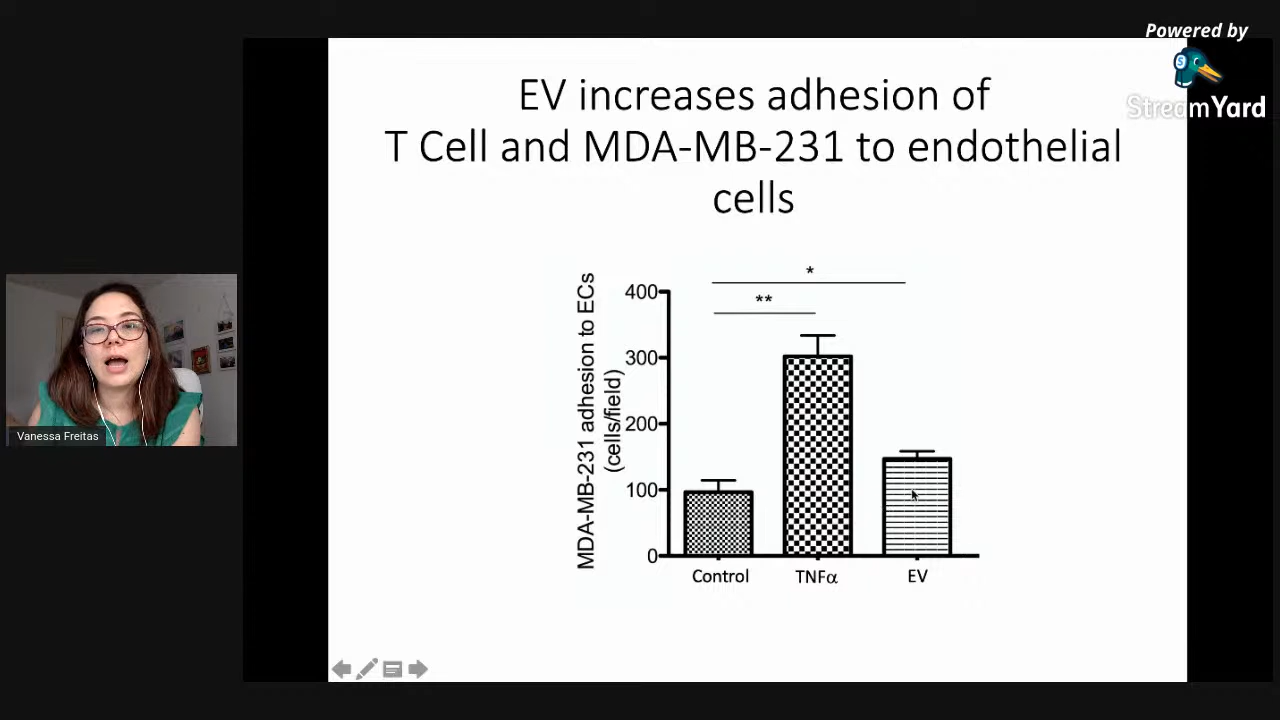 Powered by
StreamYard
EV increases adhesion of
T Cell and MDA-MB-231 to endothelial
cells
MDA-MB-231 adhesion to ECs
(cells/field)
400
300
200
100
0
*
**
Control
TNFα
EV
Vanessa Freitas